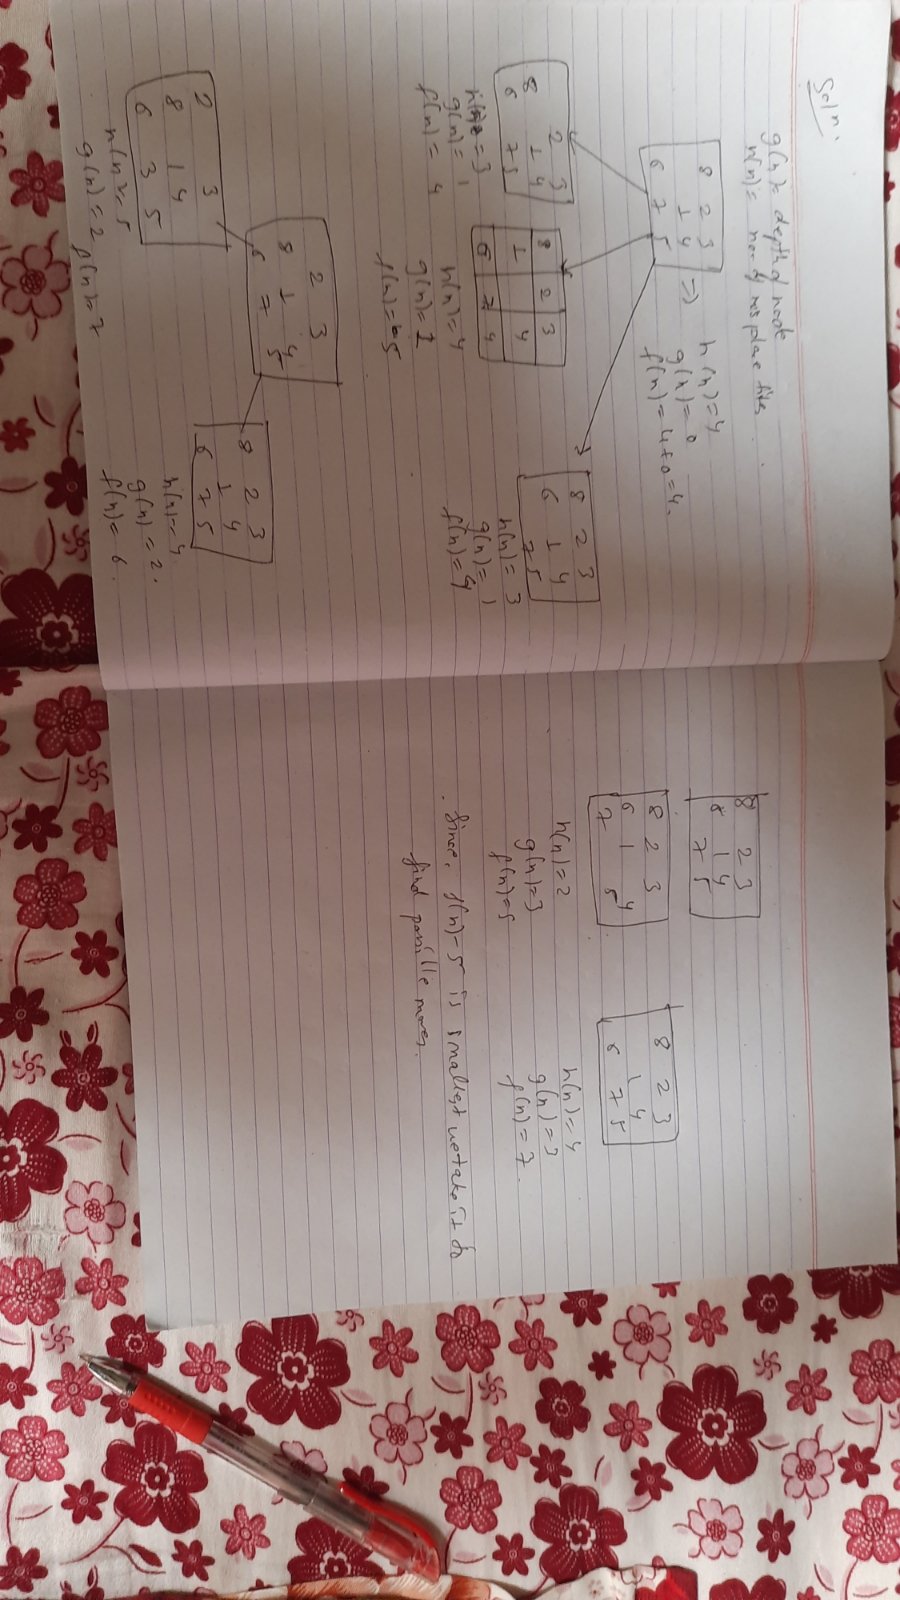 Soln:
g(n) = depth of node
h(n) = no of misplace tiles.
8 2 3
1 4
6 7 5
=>
h(n) = 4
g(n) = 0
f(n) = 4+0 = 4.
2 3
8 1 4
6 7 5
h(n) = 3
g(n) = 1
f(n) = 4
8 2 3
1 4
6 7 4
h(n) = 4
g(n) = 1
f(n) = 5
8 2 3
6 1 4
7 5
h(n) = 3
g(n) = 1
f(n) = 4
2 3
8 1 4
6 7 5
2 3
8 1 4
6 3 5
h(n) = 5
g(n) = 2
f(n) = 7
8 2 3
1 4
6 7 5
h(n) = 4.
g(n) = 2.
f(n) = 6.
8 2 3
6 1 4
7 5
8 2 3
6 1 4
7 5
h(n) = 2
g(n) = 3
f(n) = 5
8 2 3
1 4
6 7 5
h(n) = 4
g(n) = 3
f(n) = 7.
. Since, f(n) - 5 is smallest we take it to
find possible moves.